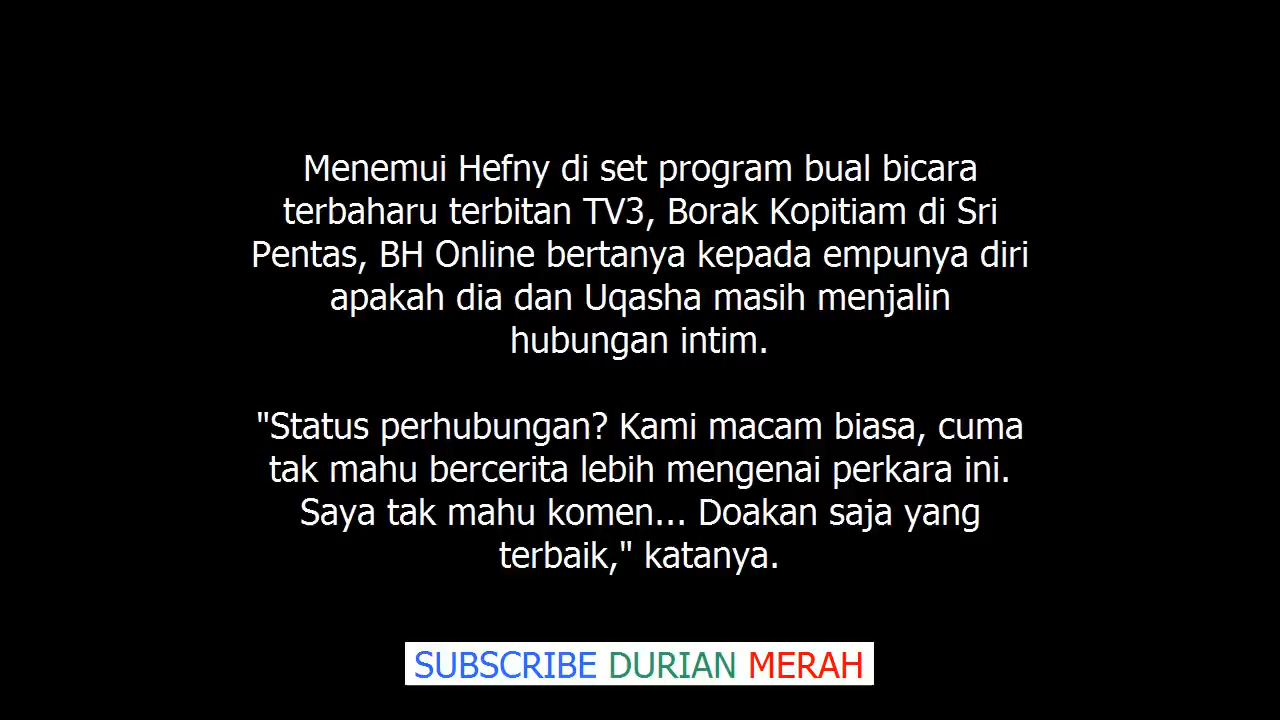 Menemui Hefny di set program bual bicara
terbaharu terbitan TV3, Borak Kopitiam di Sri
Pentas, BH Online bertanya kepada empunya diri
apakah dia dan Uqasha masih menjalin
hubungan intim.
"Status perhubungan? Kami macam biasa, cuma
tak mahu bercerita lebih mengenai perkara ini.
Saya tak mahu komen... Doakan saja yang
terbaik," katanya.
SUBSCRIBE DURIAN MERAH